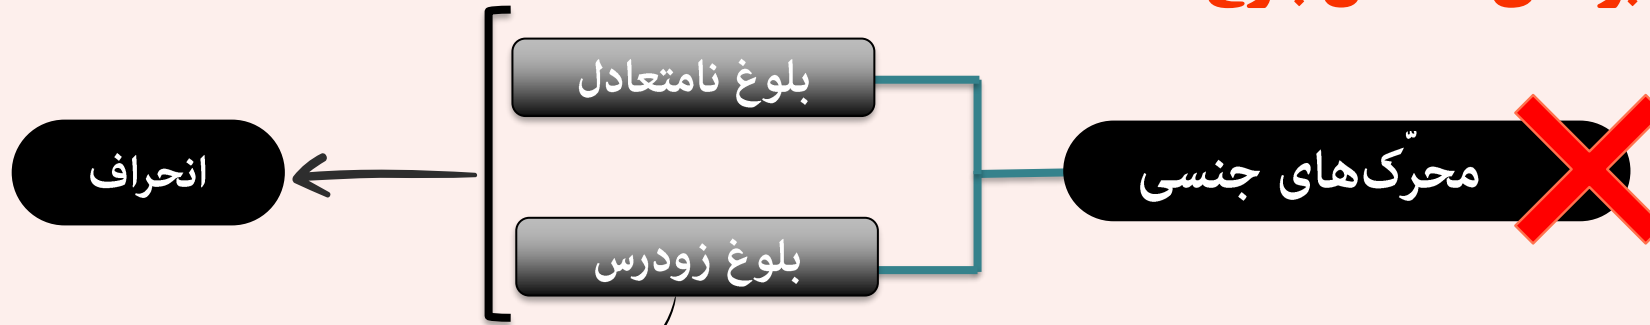 محرّک‌های جنسی
بلوغ نامتعادل
بلوغ زودرس
انحراف